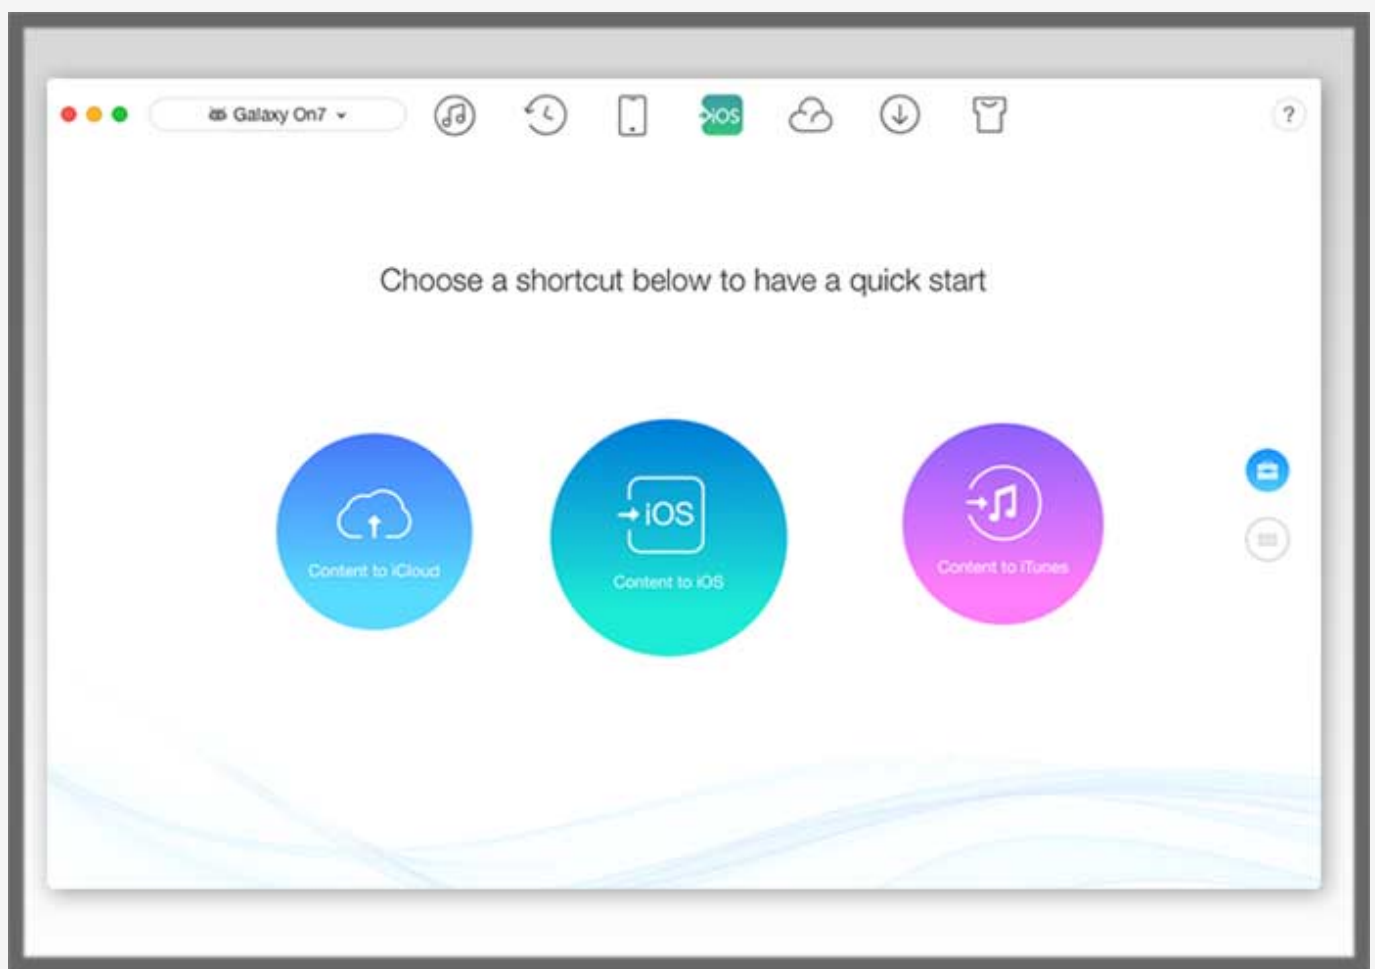 Galaxy On7
iOS
?
Choose a shortcut below to have a quick start
Content to iCloud
iOS
Content to iOS
Content to iTunes